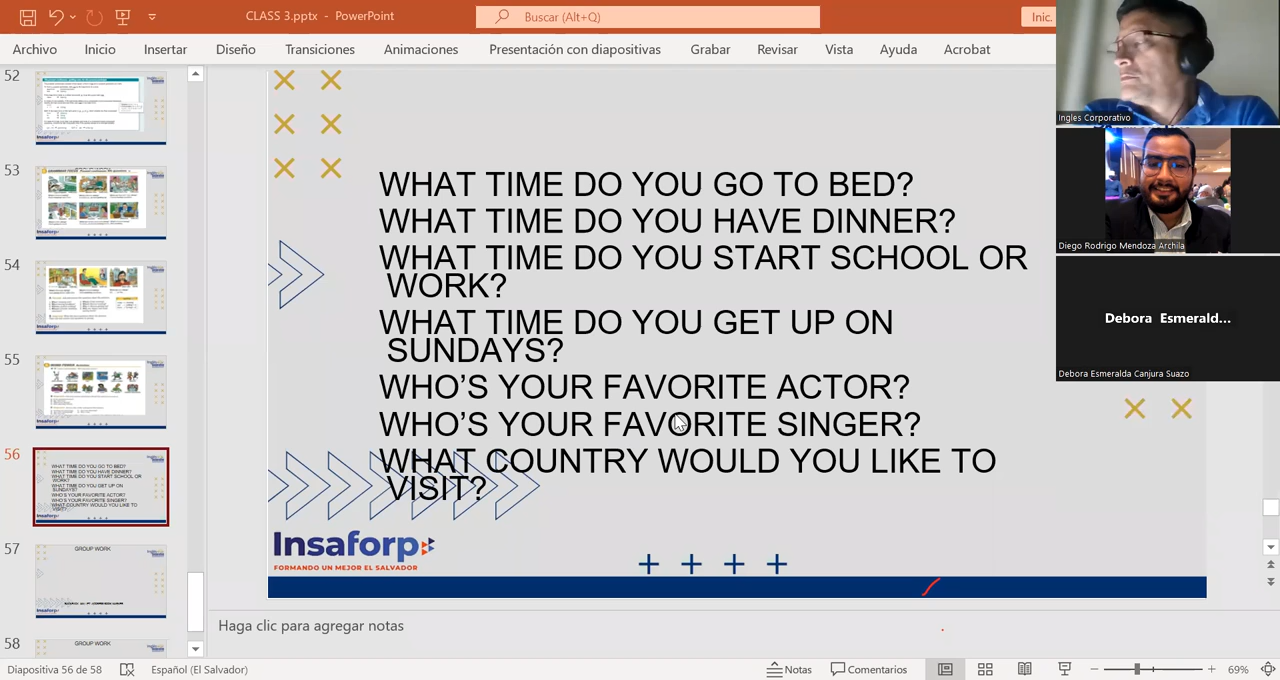 CLASS 3.pptx - PowerPoint
Buscar (Alt+Q)
Inic.
Archivo
Inicio
Insertar
Diseño
Transiciones
Animaciones
Presentación con diapositivas
Grabar
Revisar
Vista
Ayuda
Acrobat
52
53
54
55
56
57
GROUP WORK
58
GROUP WORK
WHAT TIME DO YOU GO TO BED?
WHAT TIME DO YOU HAVE DINNER?
WHAT TIME DO YOU START SCHOOL OR
WORK?
WHAT TIME DO YOU GET UP ON
SUNDAYS?
WHO'S YOUR FAVORITE ACTOR?
WHO'S YOUR FAVORITE SINGER?
WHAT COUNTRY WOULD YOU LIKE TO
VISIT?
Insaforp
FORMANDO UN MEJOR EL SALVADOR
Ingles Corporativo
Diego Rodrigo Mendoza Archila
Debora Esmerald...
Debora Esmeralda Canjura Suazo
Haga clic para agregar notas
Diapositiva 56 de 58
Español (El Salvador)
Notas
Comentarios
69%